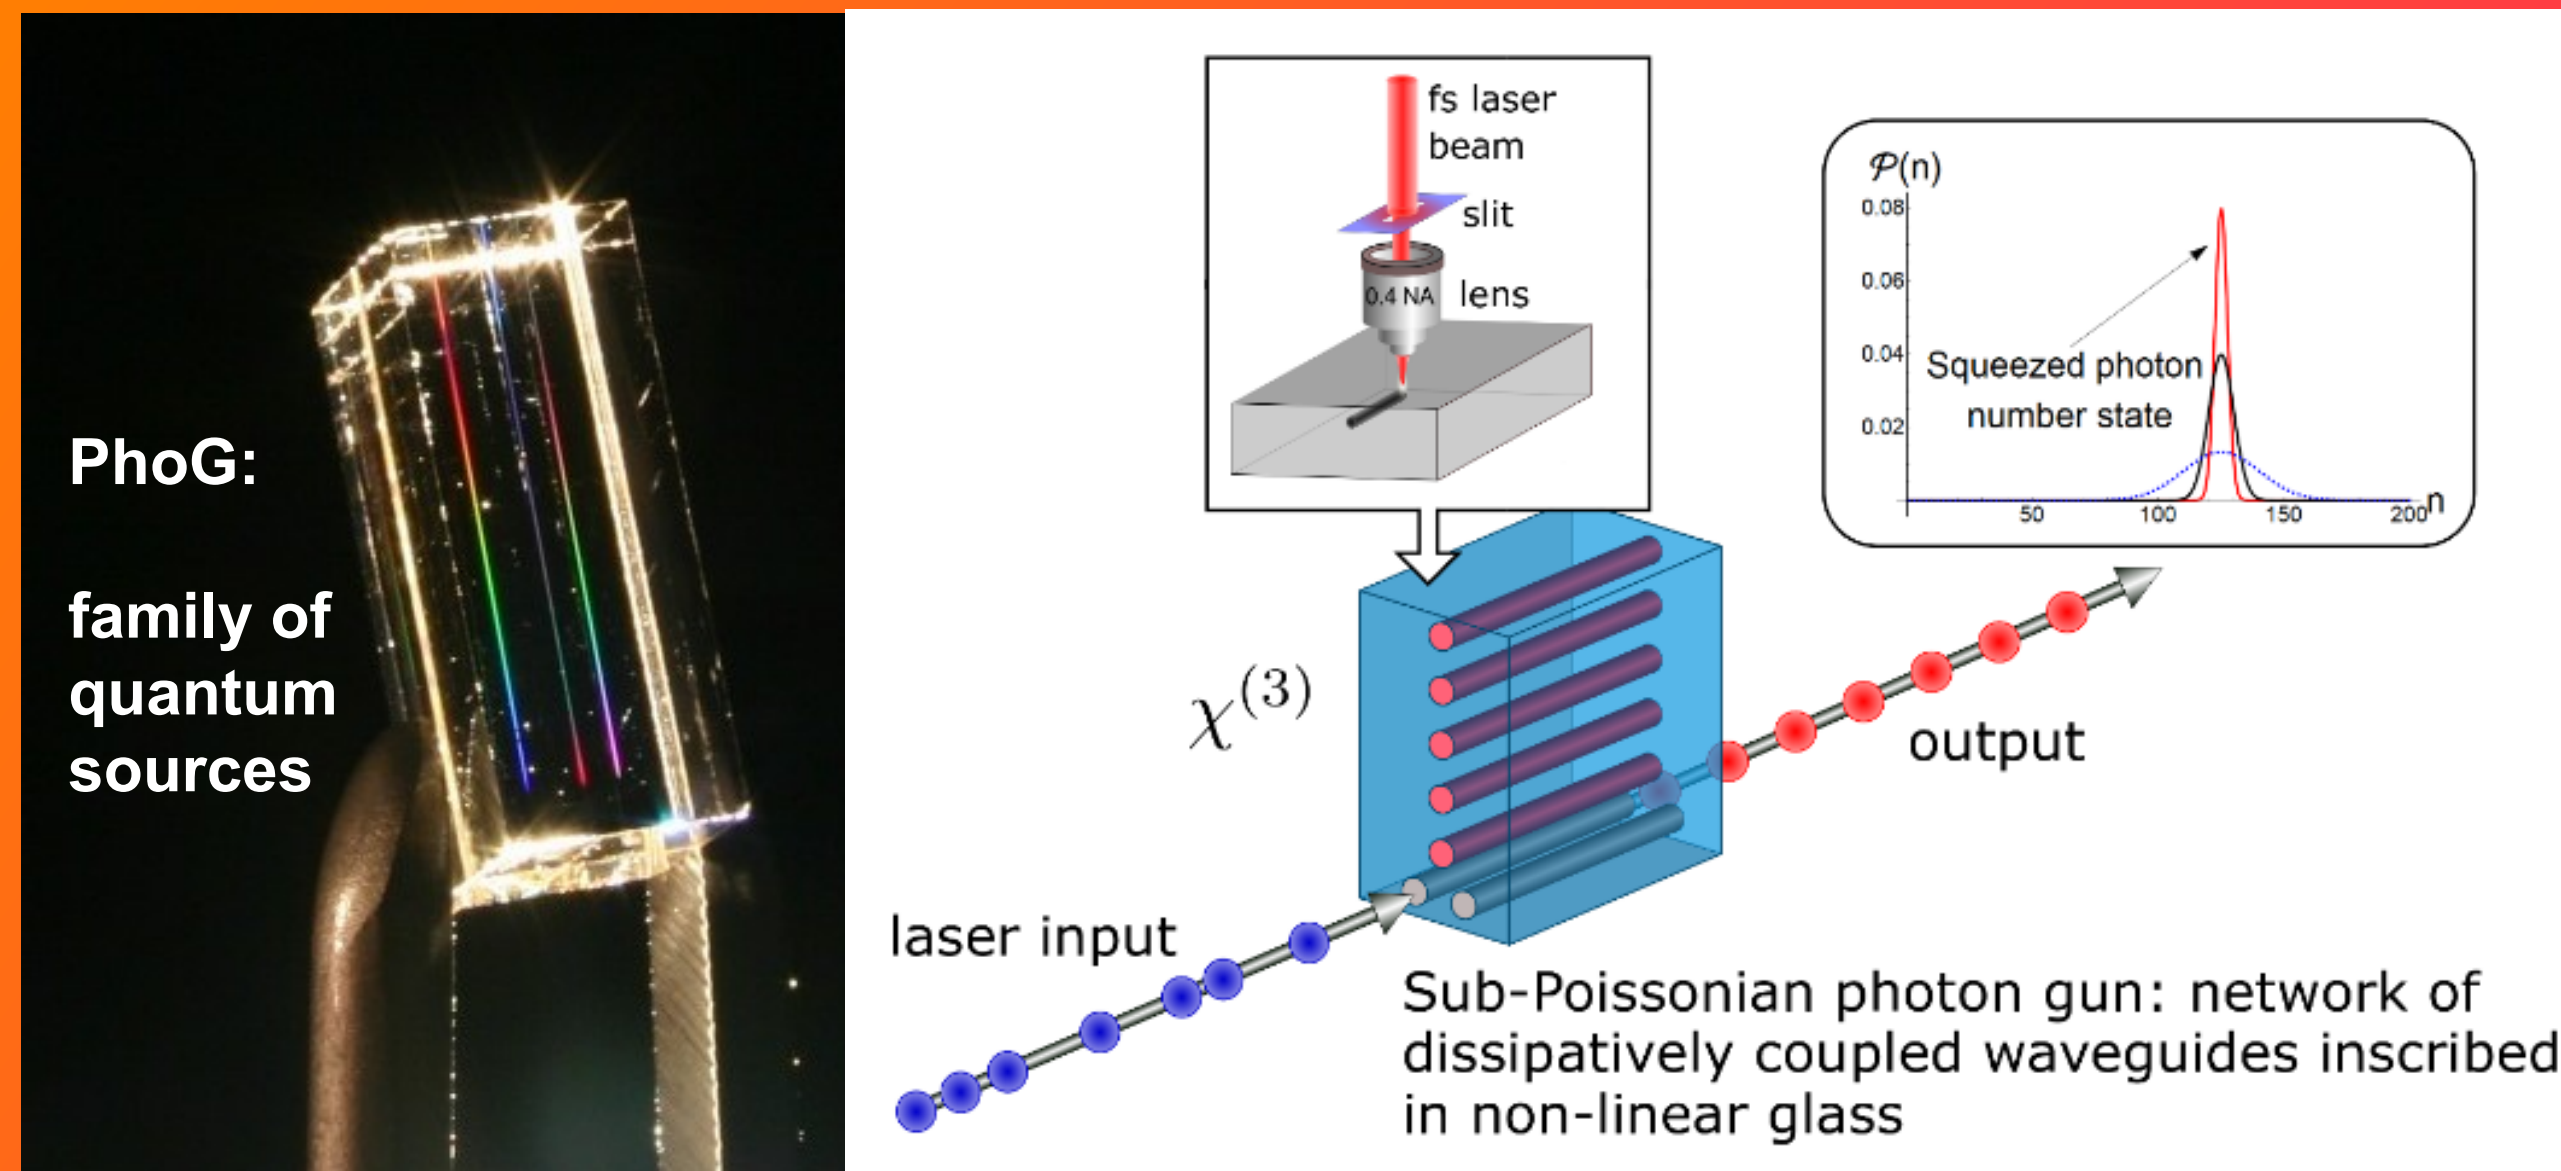 PhoG:
family of
quantum
sources
fs laser
beam
slit
0.4 NA
lens
𝒫(n)
0.08
0.06
0.04
0.02
Squeezed photon
number state
50
100
150
200
n
χ(3)
output
laser input
Sub-Poissonian photon gun: network of
dissipatively coupled waveguides inscribed
in non-linear glass